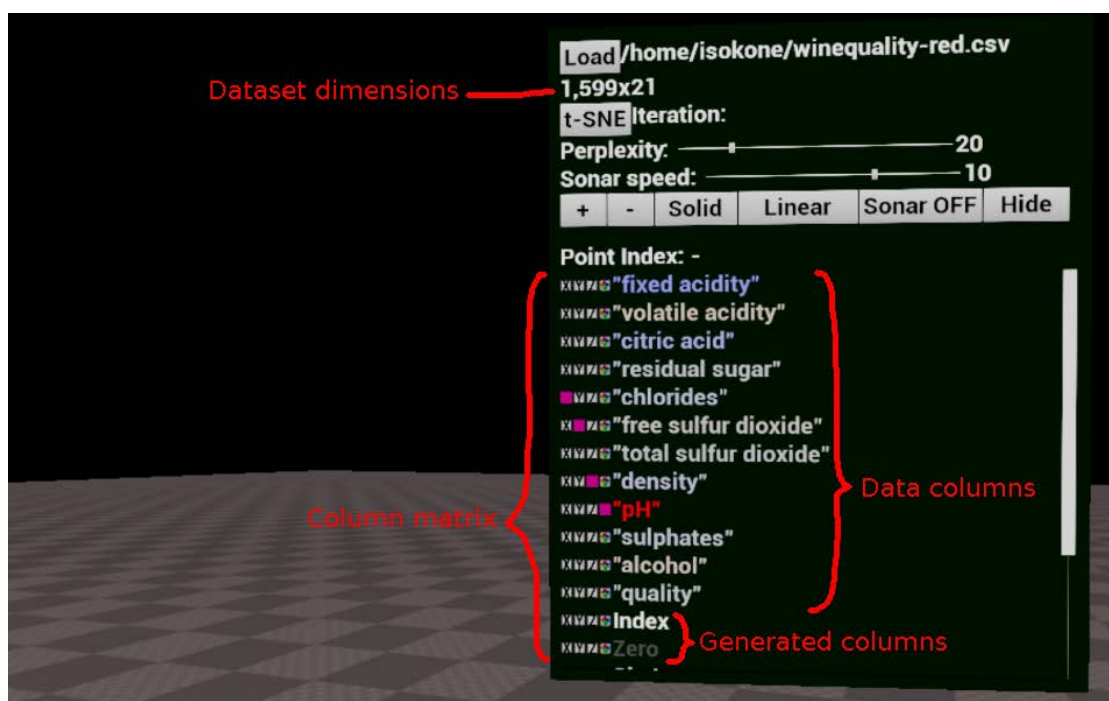 Load /home/isokone/winequality-red.csv
Dataset dimensions
1,599x21
t-SNE Iteration:
Perplexity: 20
Sonar speed: 10
+ - Solid Linear Sonar OFF Hide
Point Index: -
X Y Z "fixed acidity"
X Y Z "volatile acidity"
X Y Z "citric acid"
X Y Z "residual sugar"
Y Z "chlorides"
X Z "free sulfur dioxide"
X Y Z "total sulfur dioxide"
X Y "density"
Data columns
X Y Z "pH"
Column matrix
X Y Z "sulphates"
X Y Z "alcohol"
X Y Z "quality"
X Y Z Index
Generated columns
X Y Z Zero